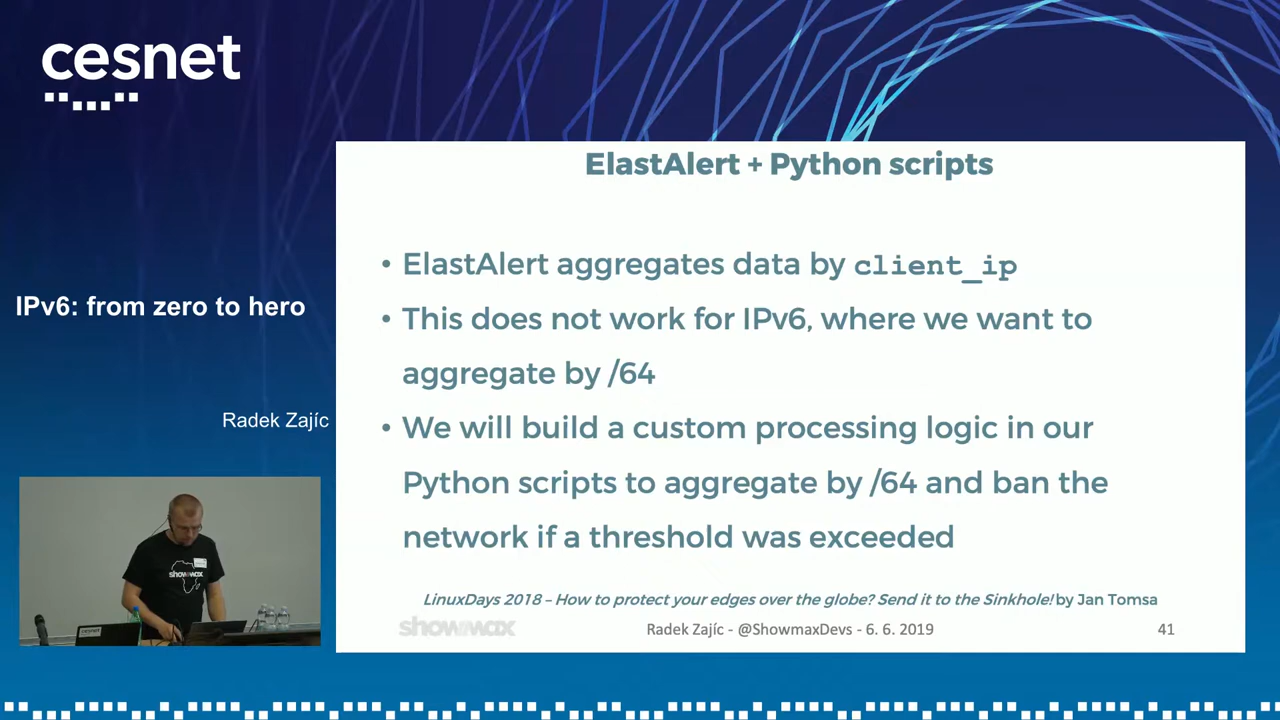 cesnet
IPv6: from zero to hero
Radek Zajíc
ElastAlert + Python scripts
• ElastAlert aggregates data by client_ip
• This does not work for IPv6, where we want to
aggregate by /64
• We will build a custom processing logic in our
Python scripts to aggregate by /64 and ban the
network if a threshold was exceeded
LinuxDays 2018 – How to protect your edges over the globe? Send it to the Sinkhole! by Jan Tomsa
showmax
Radek Zajíc - @ShowmaxDevs - 6. 6. 2019
41
showmax
cesnet